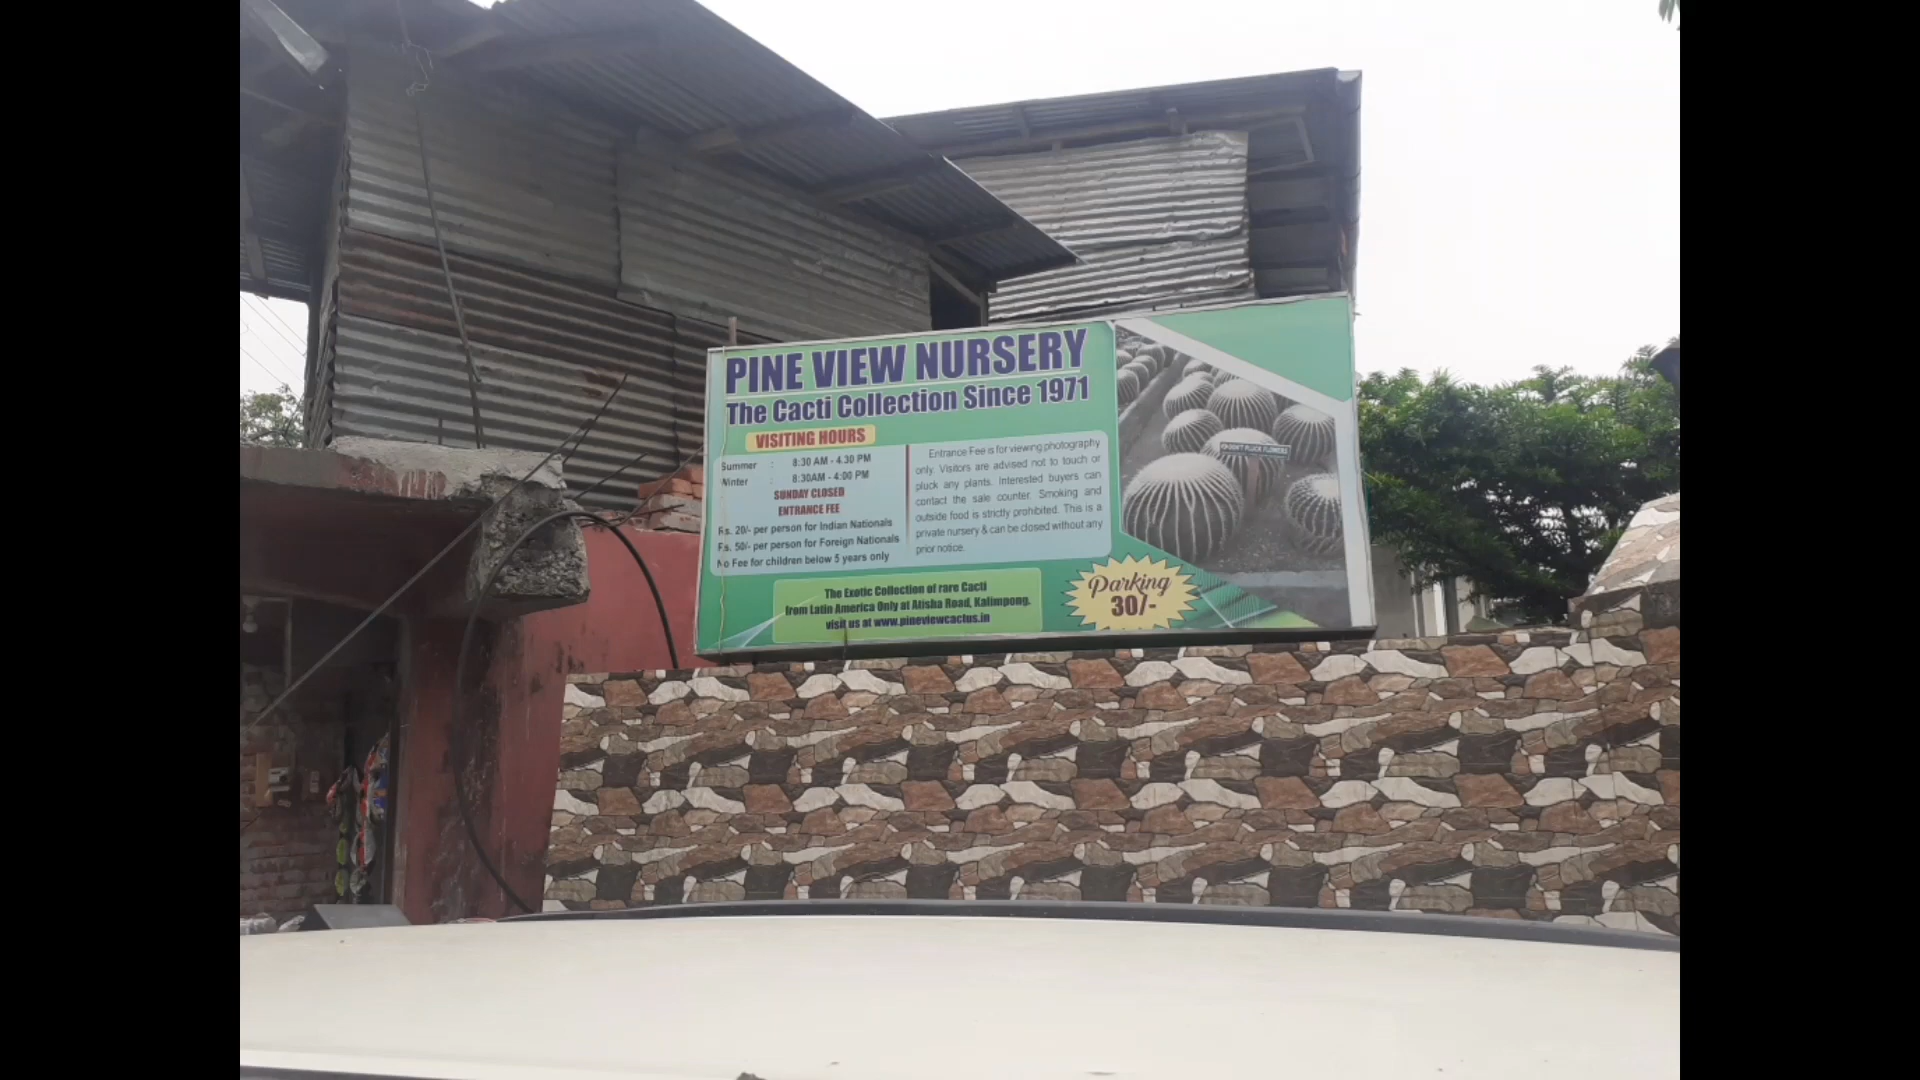 PINE VIEW NURSERY
The Cacti Collection Since 1971
VISITING HOURS
Summer : 8:30 AM - 4.30 PM
Winter : 8:30AM - 4:00 PM
SUNDAY CLOSED
ENTRANCE FEE
Rs. 20/- per person for Indian Nationals
Rs. 50/- per person for Foreign Nationals
No Fee for children below 5 years only
Entrance Fee is for viewing photography
only. Visitors are advised not to touch or
pluck any plants. Interested buyers can
contact the sale counter. Smoking and
outside food is strictly prohibited. This is a
private nursery & can be closed without any
prior notice.
The Exotic Collection of rare Cacti
from Latin America Only at Atisha Road, Kalimpong.
visit us at www.pineviewcactus.in
Parking
30/-
PLUCK FLOWERS